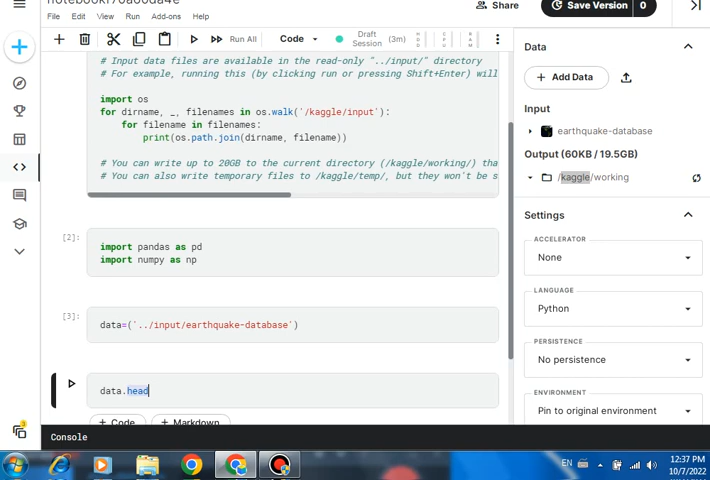 Share
Save Version
0
File Edit View Run Add-ons Help
Run All
Code
Draft
Session
(3m)
# Input data files are available in the read-only "../input/" directory
# For example, running this (by clicking run or pressing Shift+Enter) will
import os
for dirname, _, filenames in os.walk('/kaggle/input'):
for filename in filenames:
print(os.path.join(dirname, filename))
# You can write up to 20GB to the current directory (/kaggle/working/) tha
# You can also write temporary files to /kaggle/temp/, but they won't be s
[2]:
import pandas as pd
import numpy as np
[3]:
data=('../input/earthquake-database')
data.head
+ Code
+ Markdown
Console
Data
+ Add Data
Input
earthquake-database
Output (60KB / 19.5GB)
/kaggle/working
Settings
ACCELERATOR
None
LANGUAGE
Python
PERSISTENCE
No persistence
ENVIRONMENT
Pin to original environment
EN
12:37 PM
10/7/2022